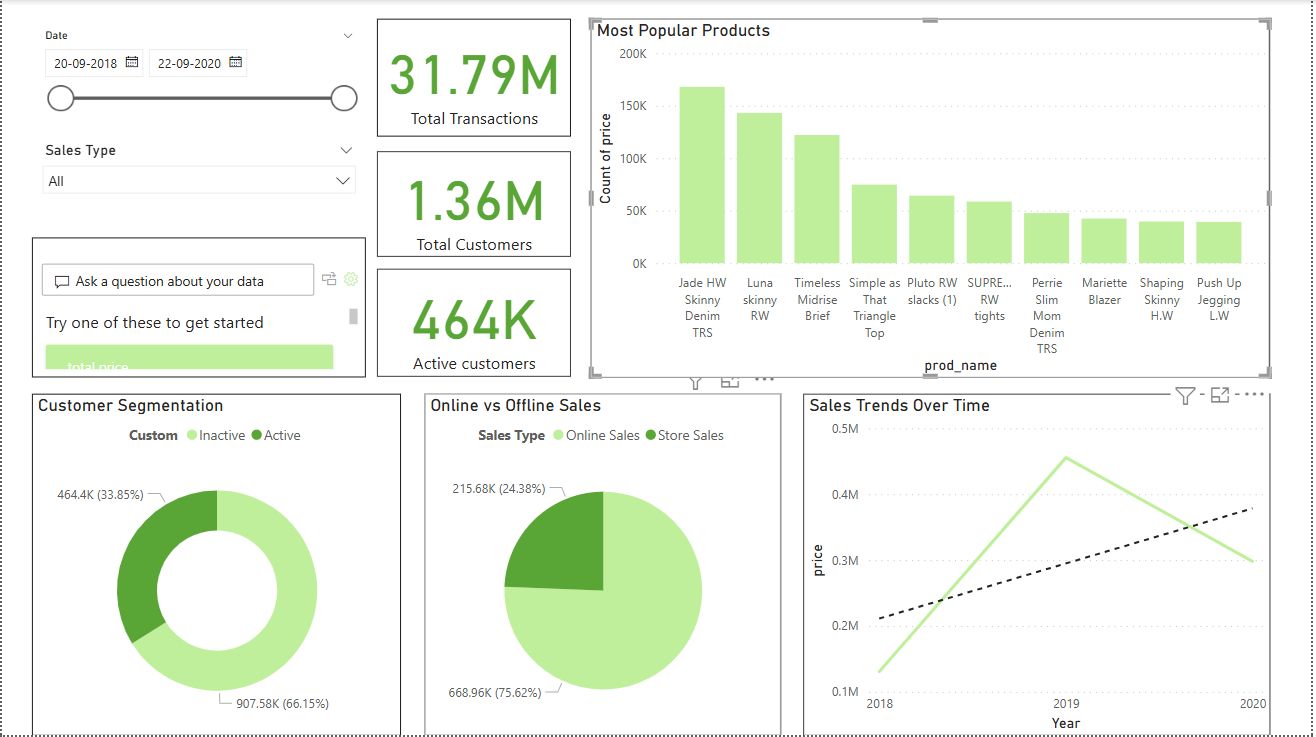 Date
20-09-2018
22-09-2020
Sales Type
All
Ask a question about your data
Try one of these to get started
total price
31.79M
Total Transactions
1.36M
Total Customers
464K
Active customers
Most Popular Products
Count of price
200K
150K
100K
50K
0K
Jade HW
Skinny
Denim
TRS
Luna
skinny
RW
Timeless
Midrise
Brief
Simple as
That
Triangle
Top
Pluto RW
slacks (1)
SUPRE...
RW
tights
Perrie
Slim
Mom
Denim
TRS
Mariette
Blazer
Shaping
Skinny
H.W
Push Up
Jegging
L.W
prod_name
Customer Segmentation
Custom Inactive Active
464.4K (33.85%)
907.58K (66.15%)
Online vs Offline Sales
Sales Type Online Sales Store Sales
215.68K (24.38%)
668.96K (75.62%)
Sales Trends Over Time
price
0.5M
0.4M
0.3M
0.2M
0.1M
2018
2019
2020
Year